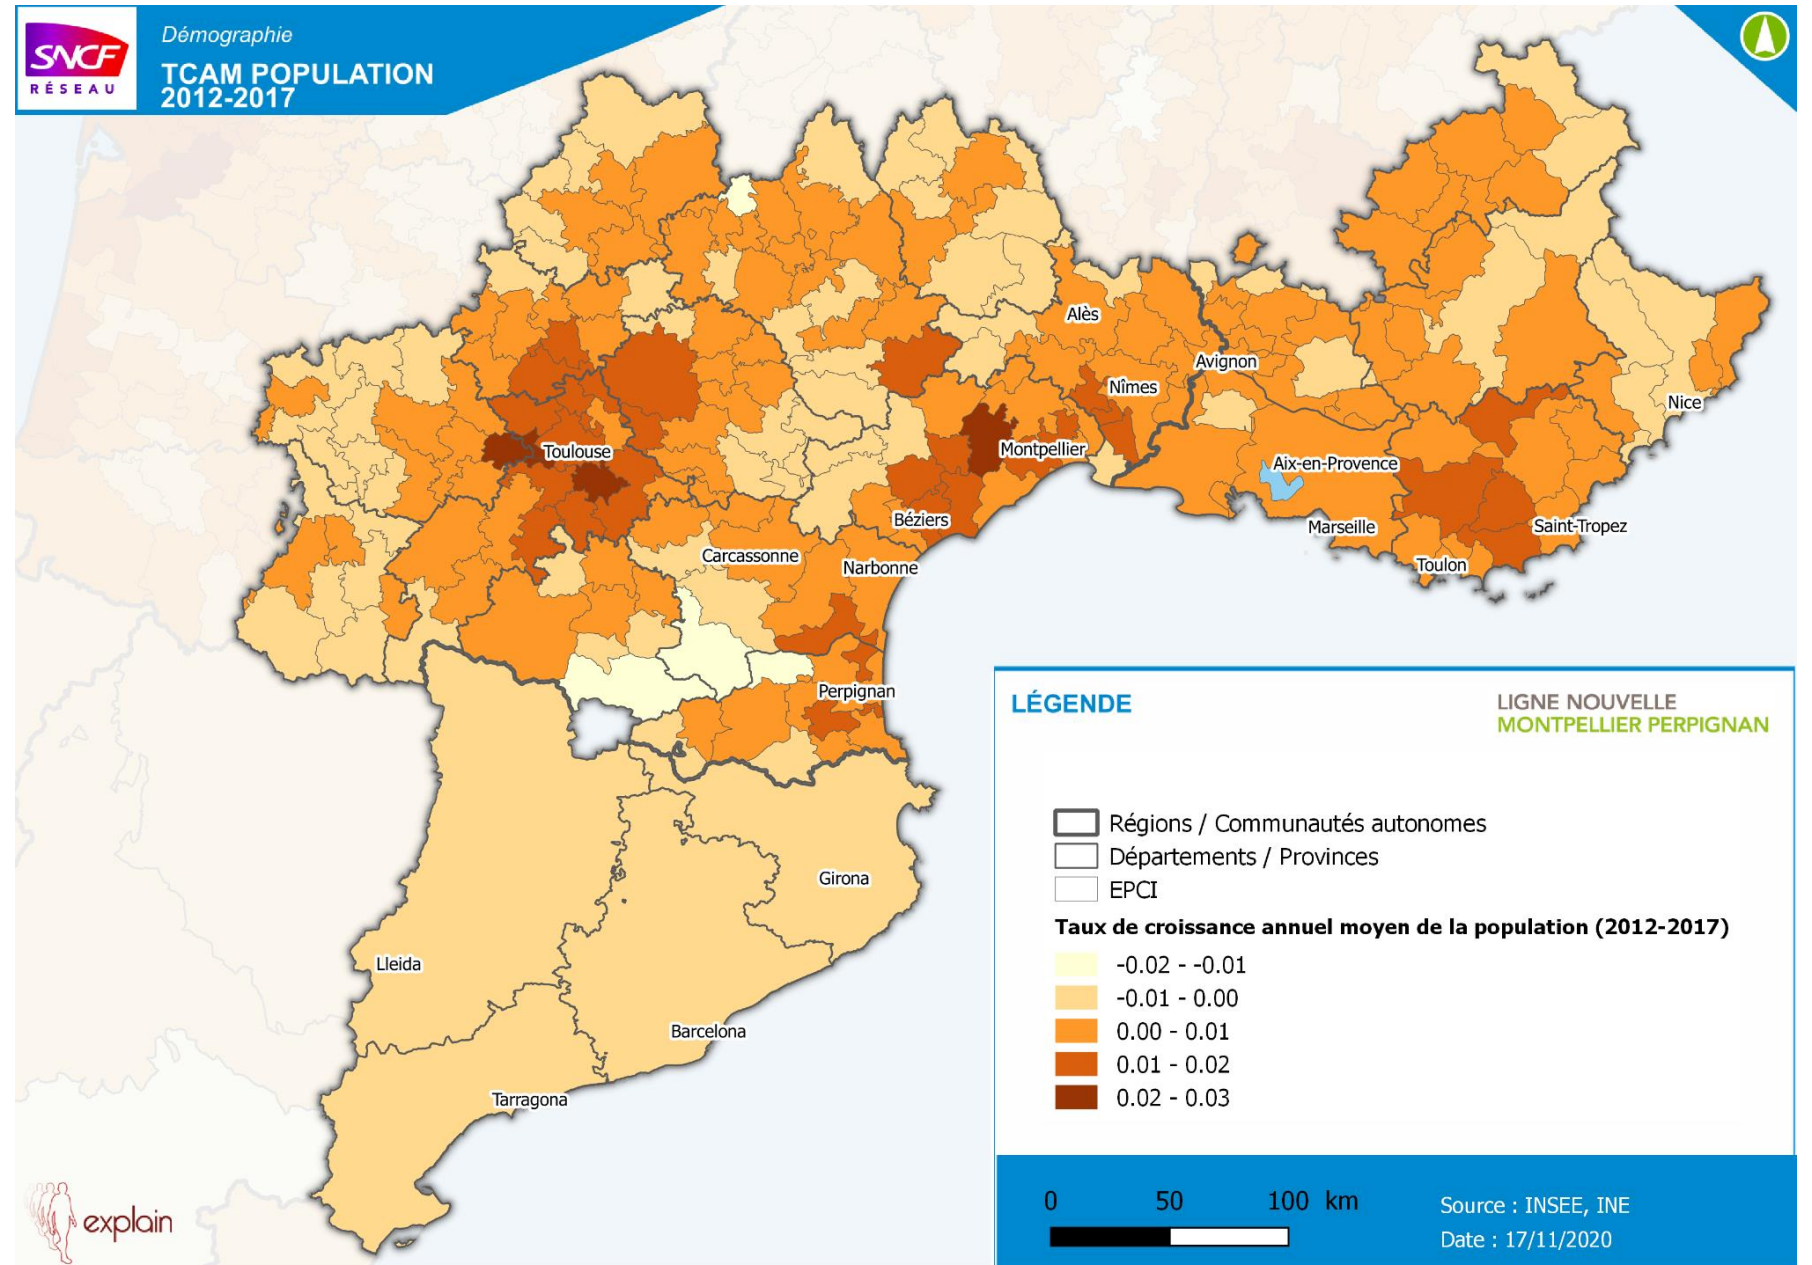 SNCF
RÉSEAU
Démographie
TCAM POPULATION
2012-2017
Alès
Avignon
Nîmes
Nice
Toulouse
Montpellier
Aix-en-Provence
Béziers
Marseille
Saint-Tropez
Carcassonne
Narbonne
Toulon
Perpignan
Girona
Lleida
Barcelona
Tarragona
LÉGENDE
LIGNE NOUVELLE
MONTPELLIER PERPIGNAN
Régions / Communautés autonomes
Départements / Provinces
EPCI
Taux de croissance annuel moyen de la population (2012-2017)
-0.02 - -0.01
-0.01 - 0.00
0.00 - 0.01
0.01 - 0.02
0.02 - 0.03
0 50 100 km
Source : INSEE, INE
Date : 17/11/2020
explain